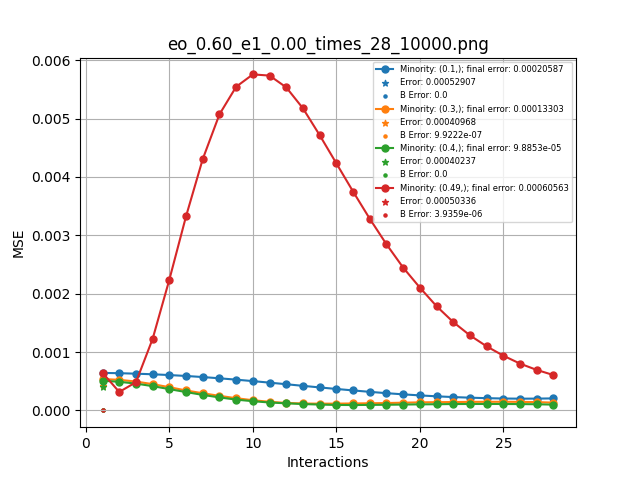 eo_0.60_e1_0.00_times_28_10000.png
0.006
0.005
0.004
0.003
0.002
0.001
0.000
MSE
Minority: (0.1,); final error: 0.00020587
Error: 0.00052907
B Error: 0.0
Minority: (0.3,); final error: 0.00013303
Error: 0.00040968
B Error: 9.9222e-07
Minority: (0.4,); final error: 9.8853e-05
Error: 0.00040237
B Error: 0.0
Minority: (0.49,); final error: 0.00060563
Error: 0.00050336
B Error: 3.9359e-06
0 5 10 15 20 25
Interactions